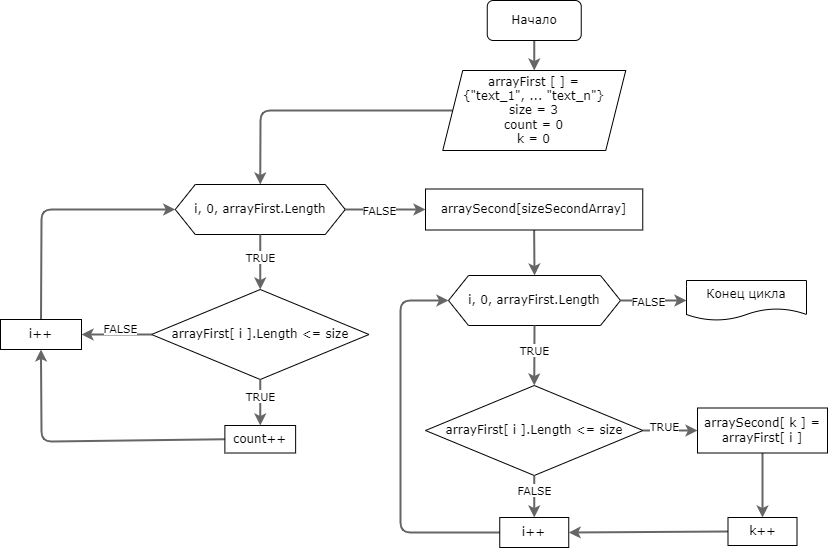 Начало
arrayFirst [ ] =
{"text_1", ... "text_n"}
size = 3
count = 0
k = 0
i, 0, arrayFirst.Length
FALSE
arraySecond[sizeSecondArray]
TRUE
arrayFirst[ i ].Length <= size
FALSE
i++
TRUE
count++
i, 0, arrayFirst.Length
FALSE
Конец цикла
TRUE
arrayFirst[ i ].Length <= size
TRUE
arraySecond[ k ] =
arrayFirst[ i ]
FALSE
i++
k++